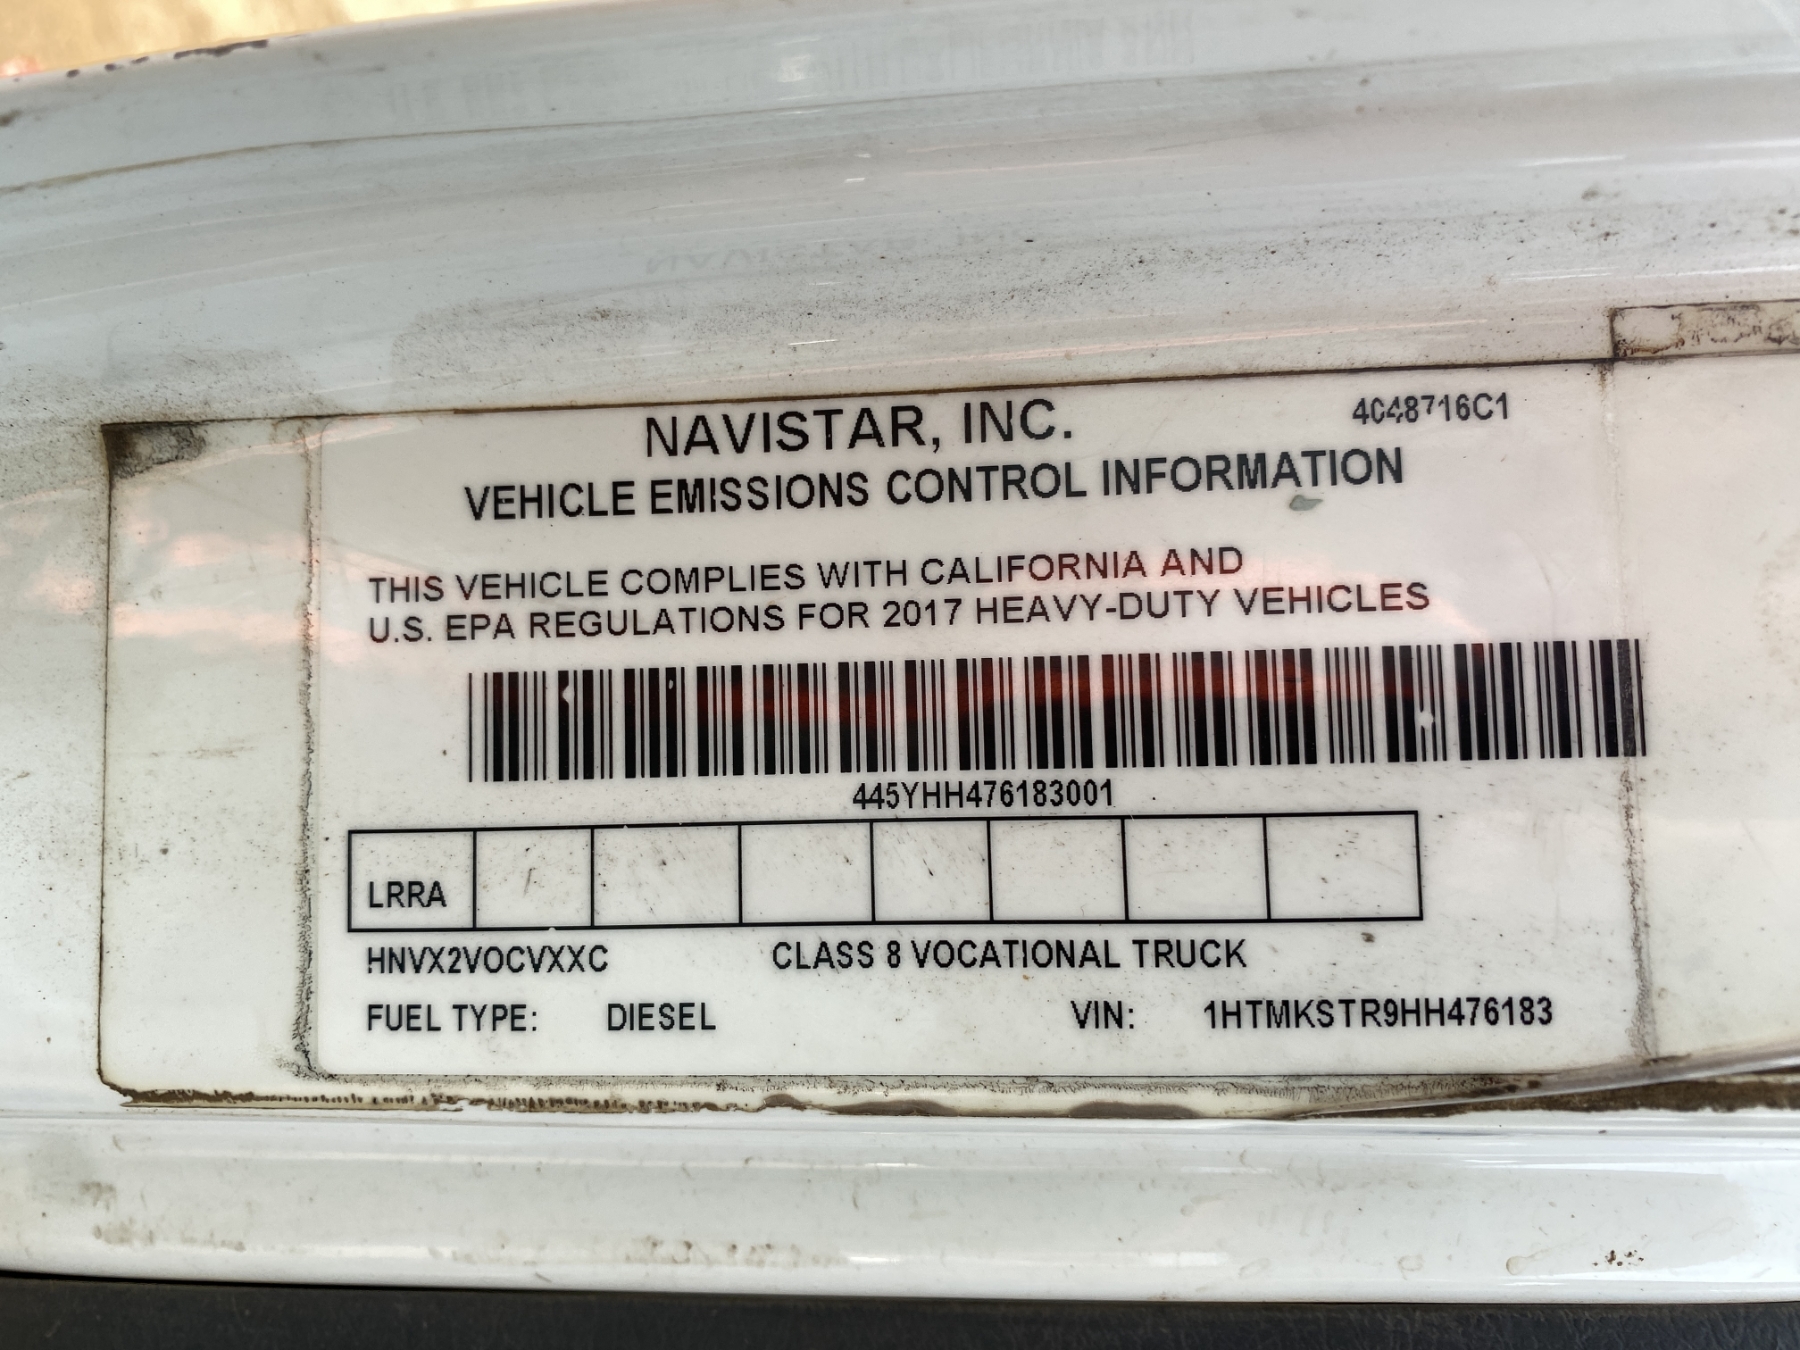 NAVISTAR, INC.
4048716C1
VEHICLE EMISSIONS CONTROL INFORMATION
THIS VEHICLE COMPLIES WITH CALIFORNIA AND
U.S. EPA REGULATIONS FOR 2017 HEAVY-DUTY VEHICLES
445YHH476183001
LRRA
HNVX2VOCVXXC CLASS 8 VOCATIONAL TRUCK
FUEL TYPE: DIESEL VIN: 1HTMKSTR9HH476183